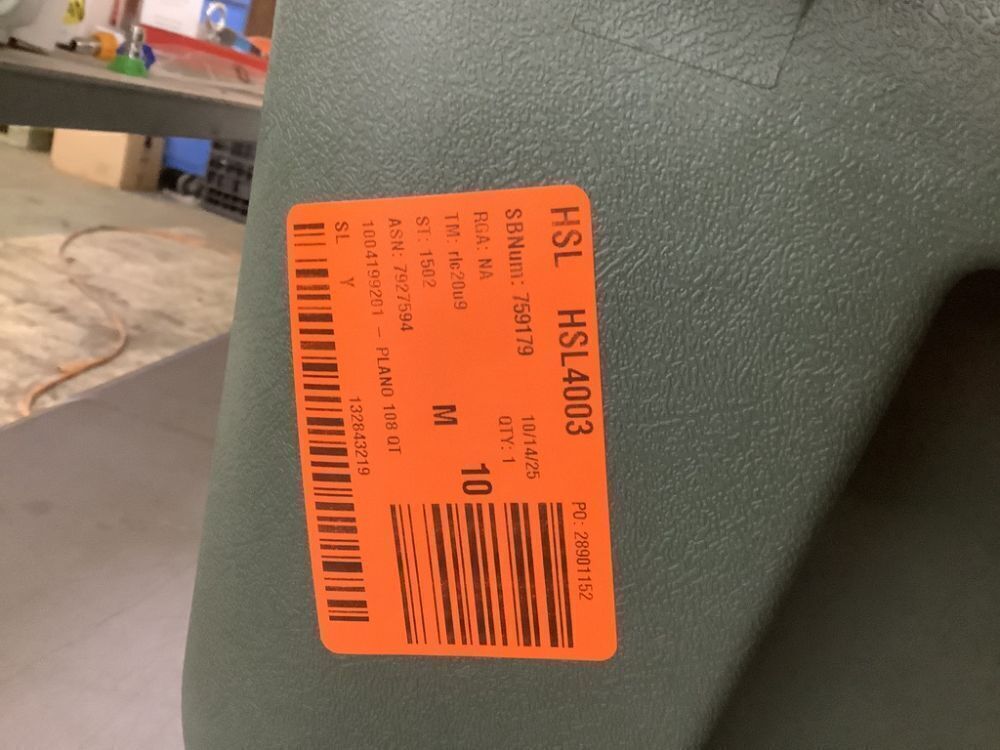 HSL HSL4003 PO: 28901152
SBNum: 759179 10/14/25
RGA: NA QTY: 1
TM: rlc20u9 10
ST: 1502 M
ASN: 7927594
1004199201 - PLANO 108 QT
SL Y 132843219